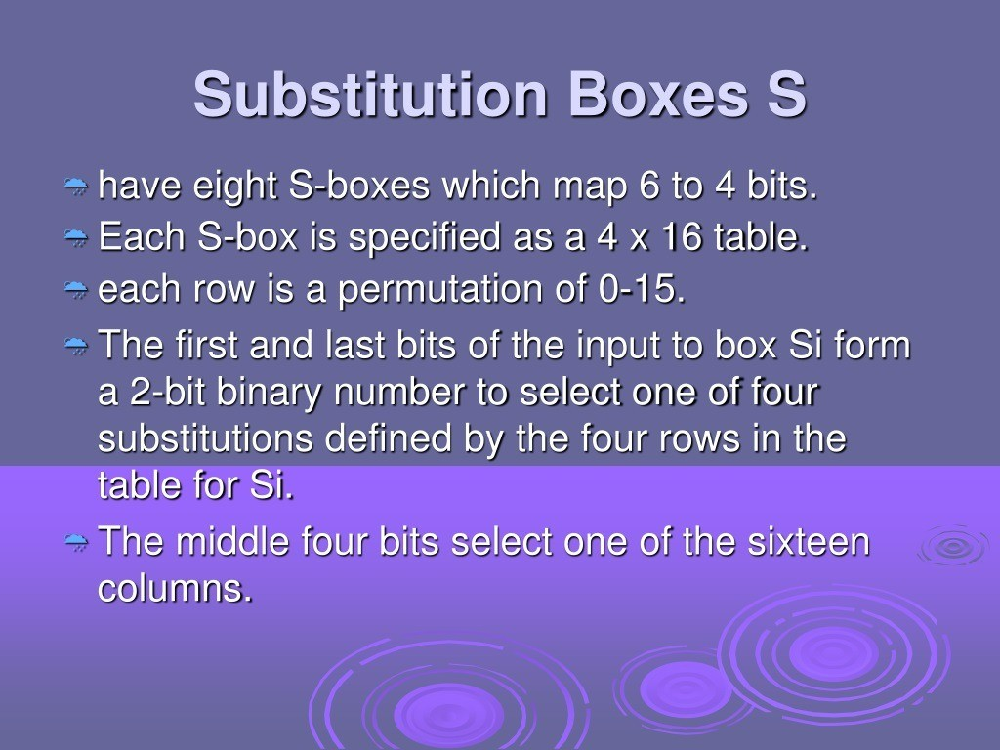 Substitution Boxes S
have eight S-boxes which map 6 to 4 bits.
Each S-box is specified as a 4 x 16 table.
each row is a permutation of 0-15.
The first and last bits of the input to box Si form
a 2-bit binary number to select one of four
substitutions defined by the four rows in the
table for Si.
The middle four bits select one of the sixteen
columns.